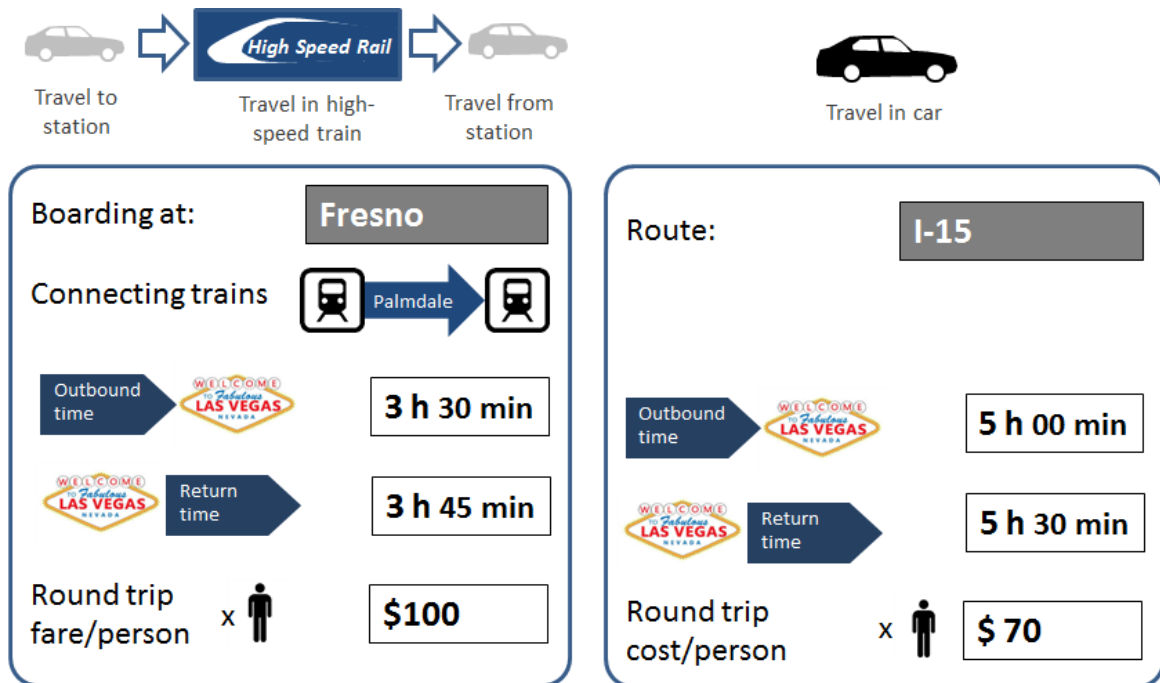 High Speed Rail
Travel to
station
Travel in high-
speed train
Travel from
station
Travel in car
Boarding at:
Fresno
Connecting trains
Palmdale
Outbound
time
WELCOME
TO Fabulous
LAS VEGAS
NEVADA
3 h 30 min
WELCOME
TO Fabulous
LAS VEGAS
NEVADA
Return
time
3 h 45 min
Round trip
fare/person
x
$100
Route:
I-15
Outbound
time
WELCOME
TO Fabulous
LAS VEGAS
NEVADA
5 h 00 min
WELCOME
TO Fabulous
LAS VEGAS
NEVADA
Return
time
5 h 30 min
Round trip
cost/person
x
$ 70